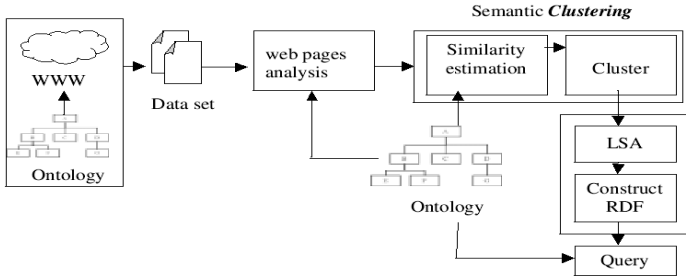 Semantic Clustering
WWW
Ontology
Data set
web pages
analysis
Similarity
estimation
Cluster
A
B
C
D
E
F
G
Ontology
LSA
Construct
RDF
Query